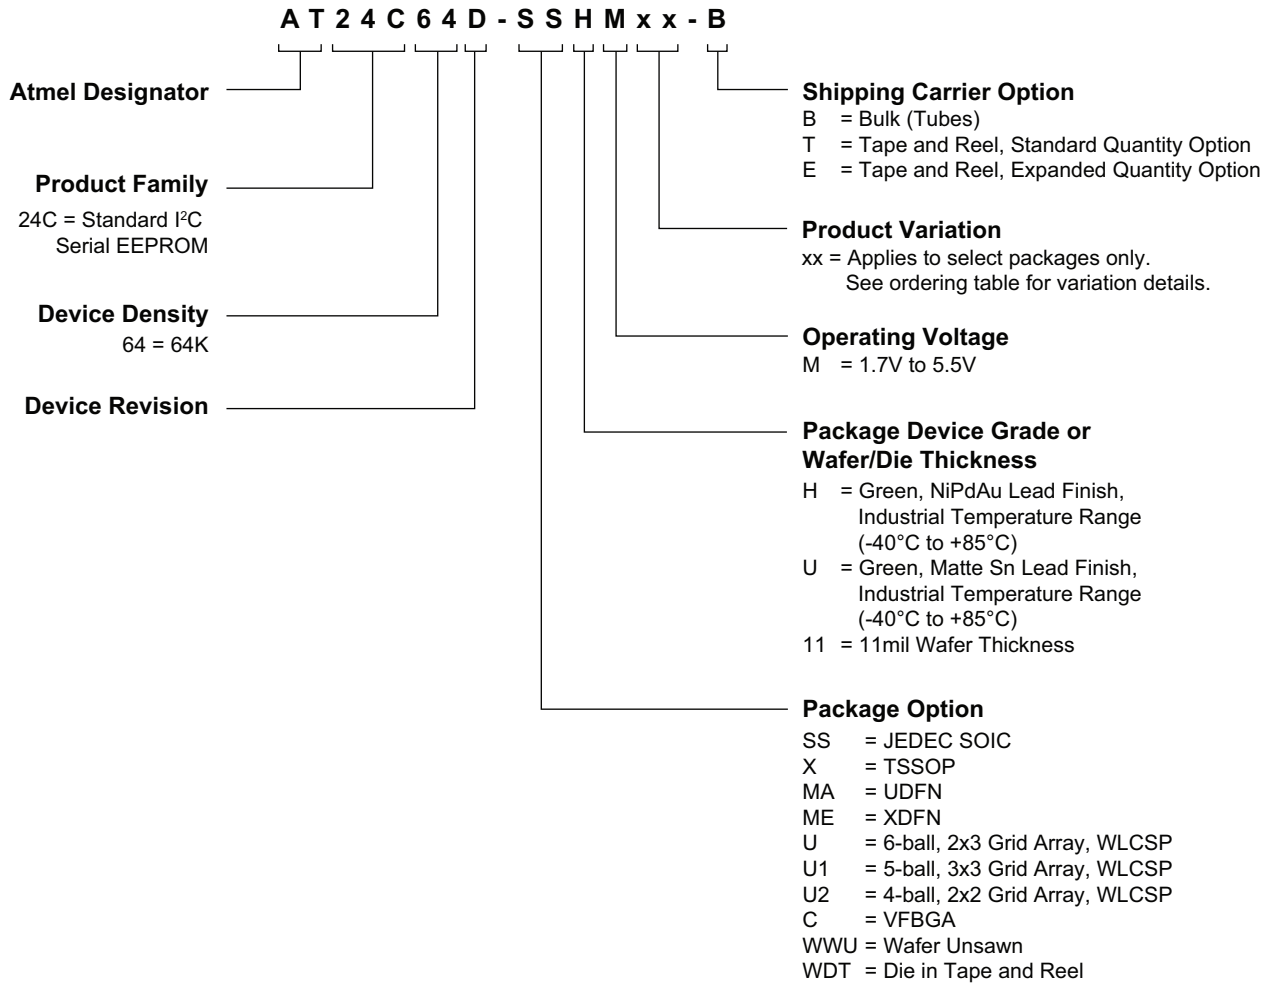 AT24C64D-SSHMxx-B
Atmel Designator
Product Family
24C = Standard I²C
Serial EEPROM
Device Density
64 = 64K
Device Revision
Shipping Carrier Option
B = Bulk (Tubes)
T = Tape and Reel, Standard Quantity Option
E = Tape and Reel, Expanded Quantity Option
Product Variation
xx = Applies to select packages only.
See ordering table for variation details.
Operating Voltage
M = 1.7V to 5.5V
Package Device Grade or
Wafer/Die Thickness
H = Green, NiPdAu Lead Finish,
Industrial Temperature Range
(-40°C to +85°C)
U = Green, Matte Sn Lead Finish,
Industrial Temperature Range
(-40°C to +85°C)
11 = 11mil Wafer Thickness
Package Option
SS = JEDEC SOIC
X = TSSOP
MA = UDFN
ME = XDFN
U = 6-ball, 2x3 Grid Array, WLCSP
U1 = 5-ball, 3x3 Grid Array, WLCSP
U2 = 4-ball, 2x2 Grid Array, WLCSP
C = VFBGA
WWU = Wafer Unsawn
WDT = Die in Tape and Reel